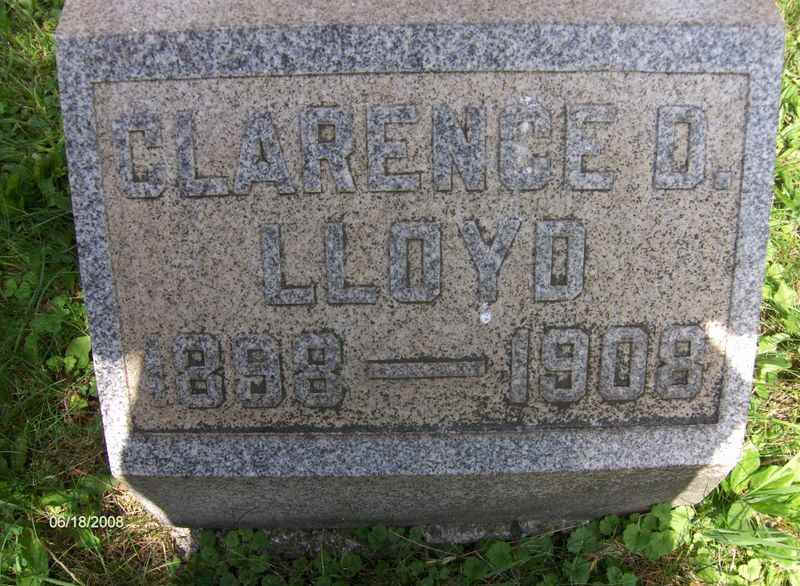 CLARENCE D.
LLOYD
1898 — 1908
06/18/2008